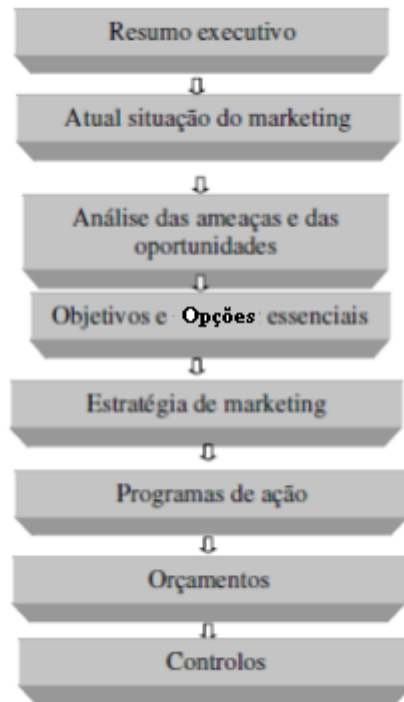 Resumo executivo
Atual situação do marketing
Análise das ameaças e das
oportunidades
Objetivos e Opções essenciais
Estratégia de marketing
Programas de ação
Orçamentos
Controlos